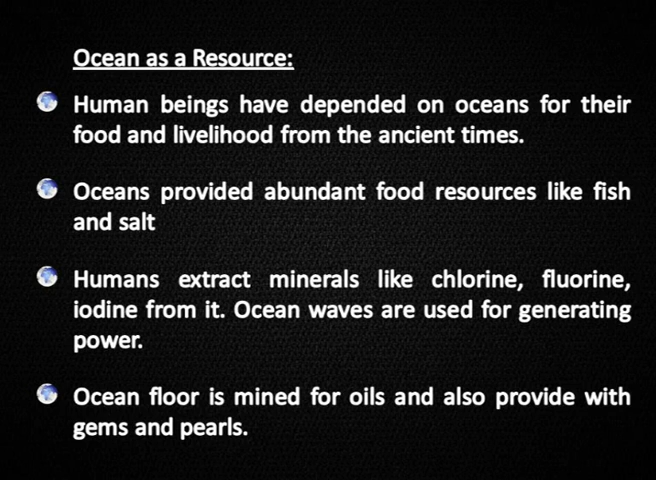 Ocean as a Resource:
Human beings have depended on oceans for their
food and livelihood from the ancient times.
Oceans provided abundant food resources like fish
and salt
Humans extract minerals like chlorine, fluorine,
iodine from it. Ocean waves are used for generating
power.
Ocean floor is mined for oils and also provide with
gems and pearls.